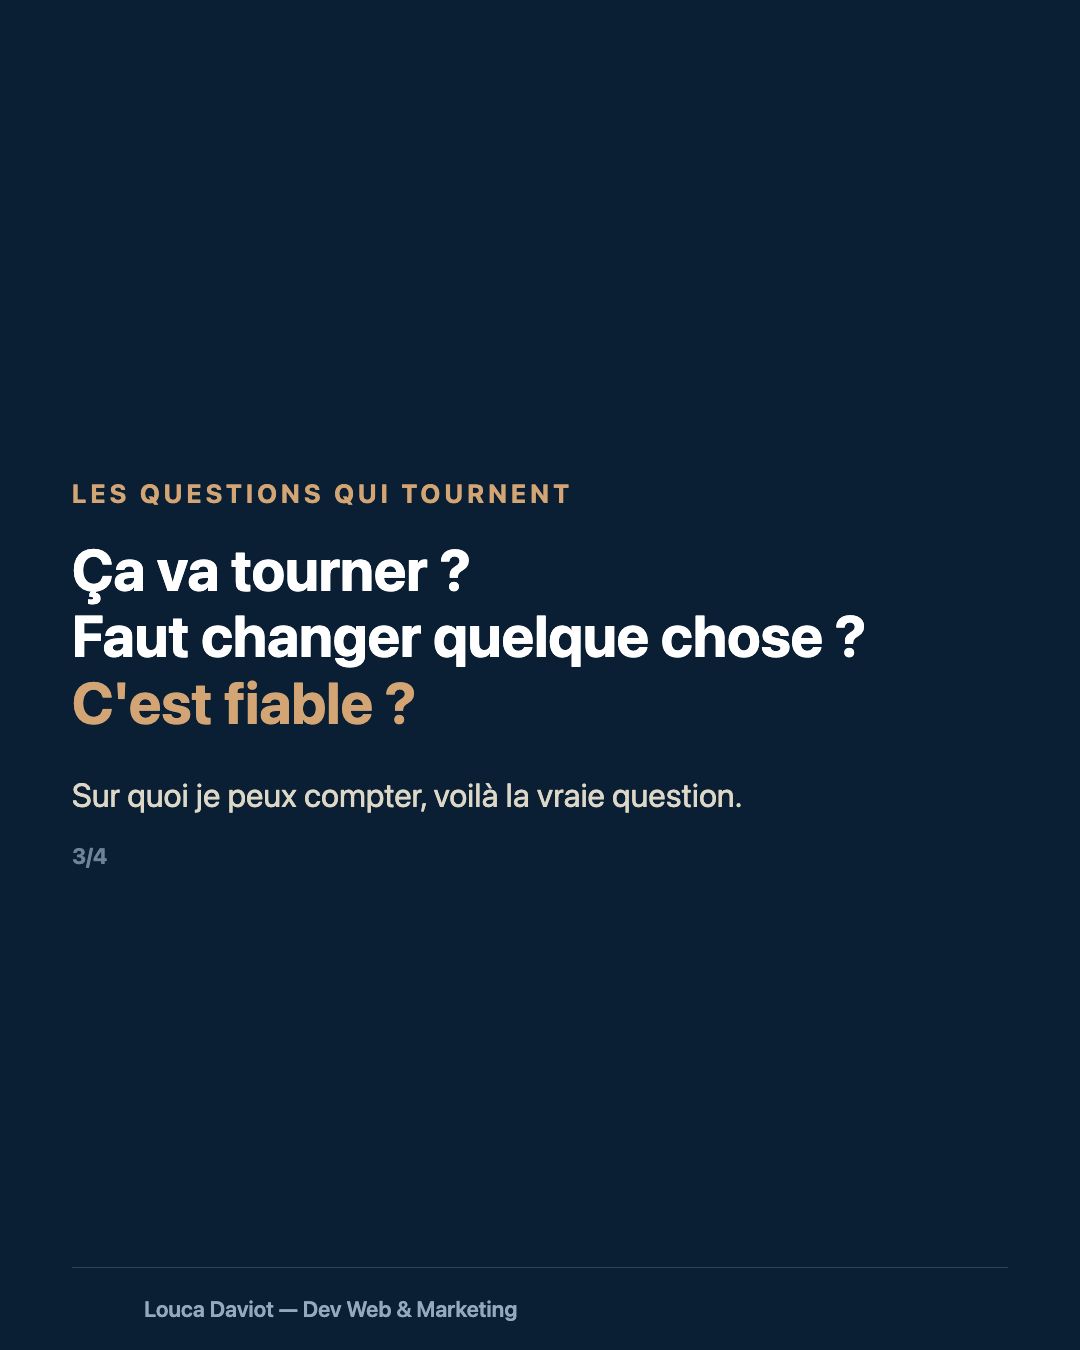 LES QUESTIONS QUI TOURNENT
Ça va tourner ?
Faut changer quelque chose ?
C'est fiable ?
Sur quoi je peux compter, voilà la vraie question.
3/4
Louca Daviot — Dev Web & Marketing